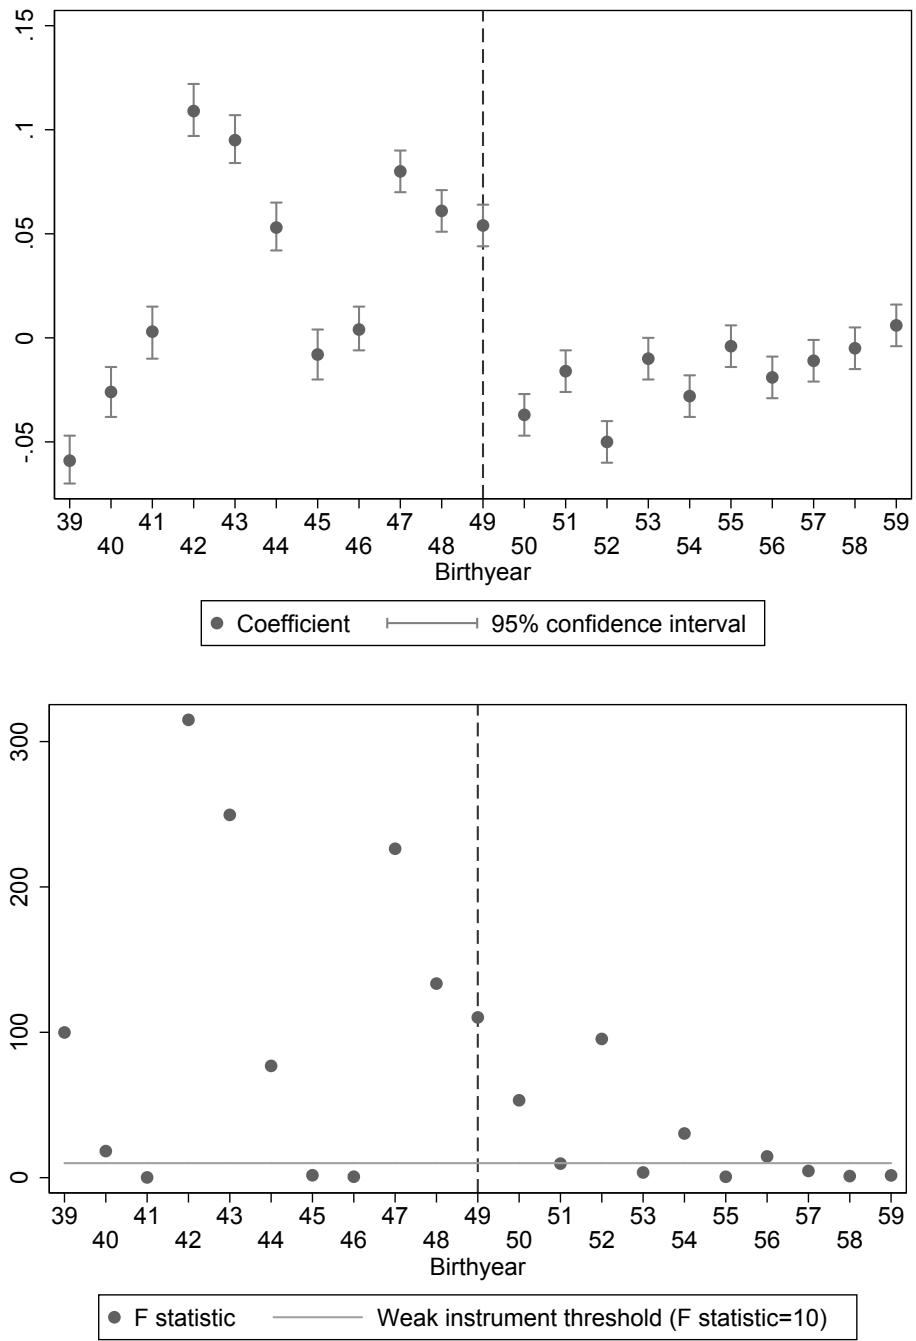 .15
.1
.05
0
-.05
39 41 43 45 47 49 51 53 55 57 59
40 42 44 46 48 50 52 54 56 58
Birthyear
Coefficient 95% confidence interval
300
200
100
0
39 41 43 45 47 49 51 53 55 57 59
40 42 44 46 48 50 52 54 56 58
Birthyear
F statistic Weak instrument threshold (F statistic=10)